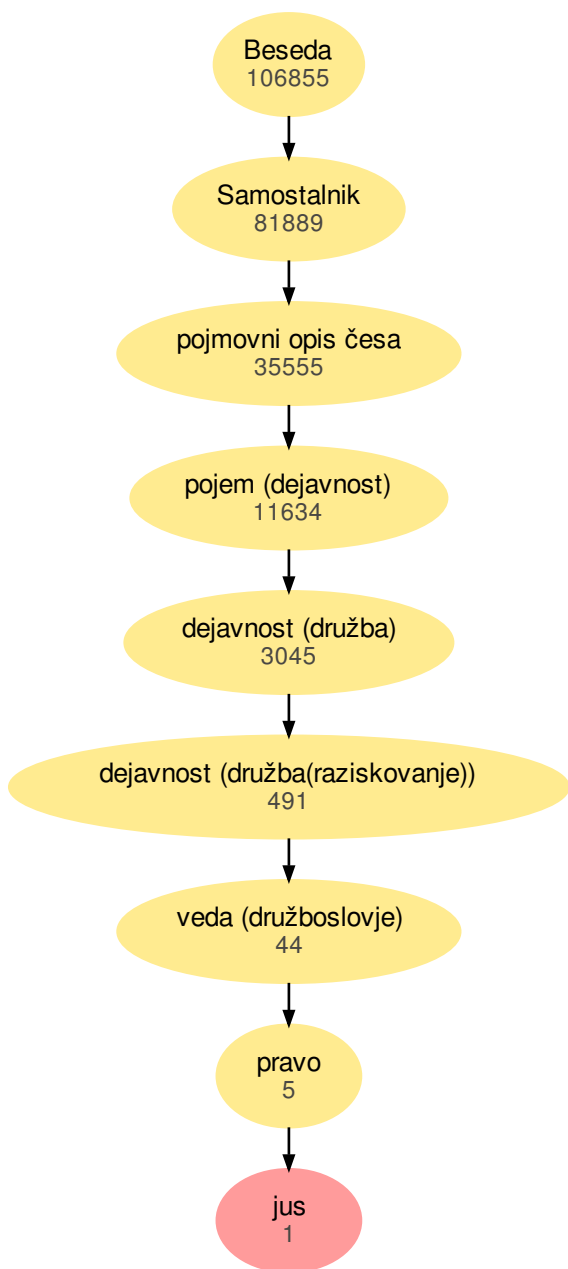 Beseda
106855
Samostalnik
81889
pojmovni opis česa
35555
pojem (dejavnost)
11634
dejavnost (družba)
3045
dejavnost (družba(raziskovanje))
491
veda (družboslovje)
44
pravo
5
jus
1